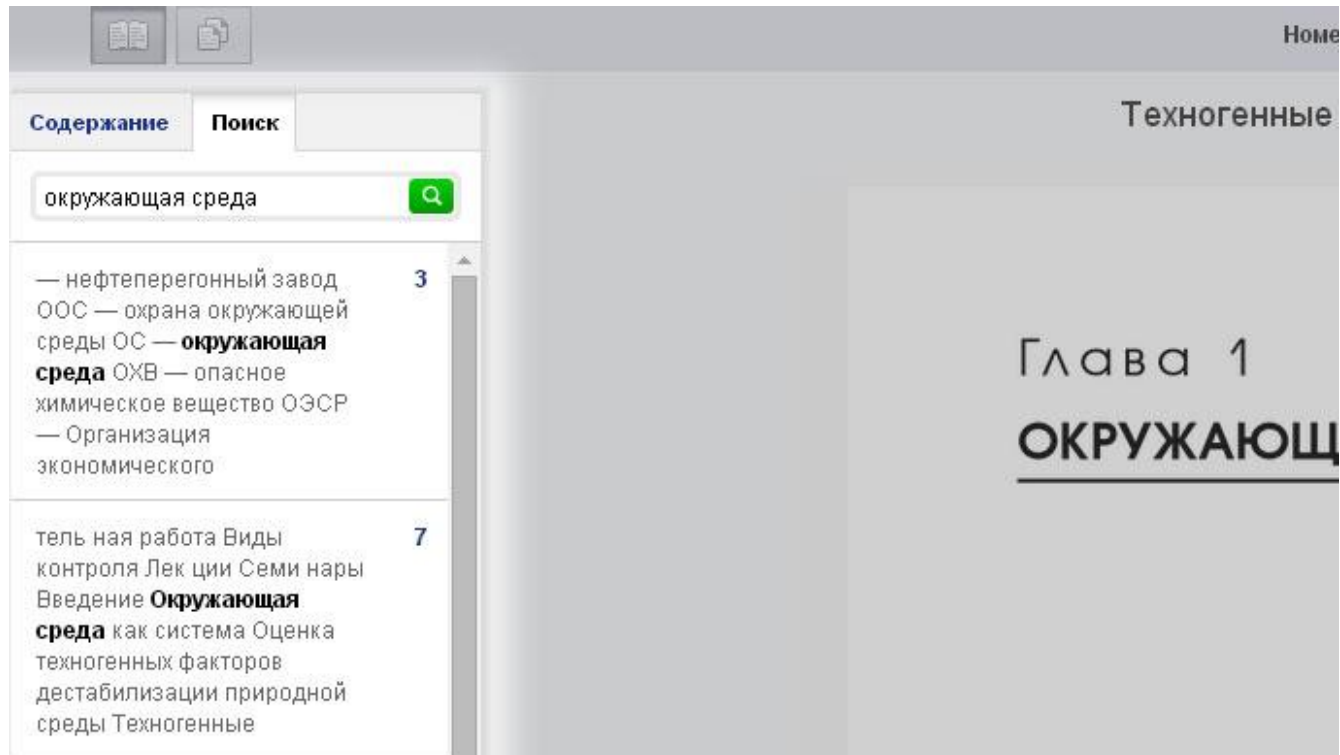 Номе
Содержание
Поиск
окружающая среда
— нефтеперегонный завод
3
ООС — охрана окружающей
среды ОС — окружающая
среда ОХВ — опасное
химическое вещество ОЭСР
— Организация
экономического
тель ная работа Виды
7
контроля Лек ции Семи нары
Введение Окружающая
среда как система Оценка
техногенных факторов
дестабилизации природной
среды Техногенные
Техногенные
Глава 1
ОКРУЖАЮЩ